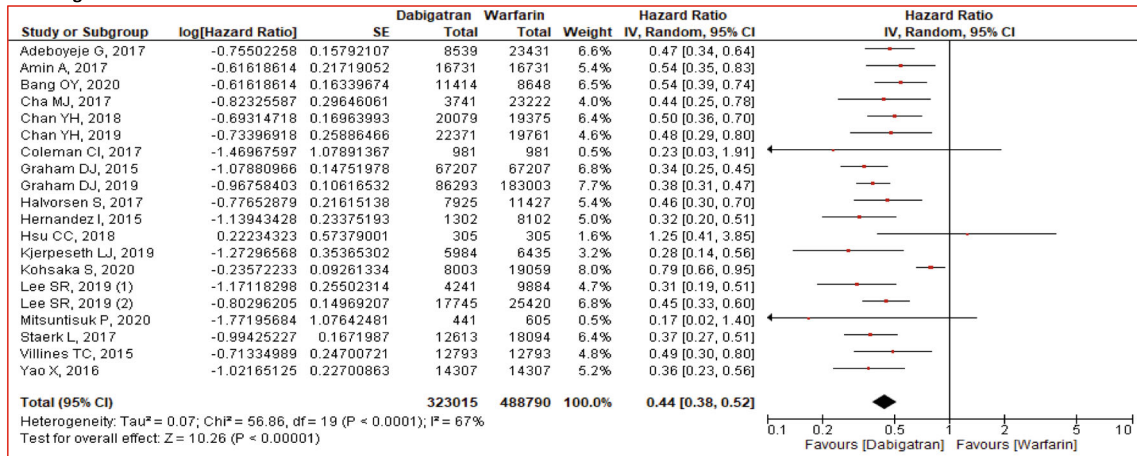 Dabigatran Warfarin Hazard Ratio Hazard Ratio
Study or Subgroup log[Hazard Ratio] SE Total Total Weight IV, Random, 95% CI IV, Random, 95% CI
Adeboyeje G, 2017 -0.75502258 0.15792107 8539 23431 6.6% 0.47 [0.34, 0.64]
Amin A, 2017 -0.61618614 0.21719052 16731 16731 5.4% 0.54 [0.35, 0.83]
Bang OY, 2020 -0.61618614 0.16339674 11414 8648 6.4% 0.54 [0.39, 0.74]
Cha MJ, 2017 -0.82325587 0.29646061 3741 23222 4.0% 0.44 [0.25, 0.78]
Chan YH, 2018 -0.69314718 0.16963993 20079 19375 6.4% 0.50 [0.36, 0.70]
Chan YH, 2019 -0.73396918 0.25886466 22371 19761 4.6% 0.48 [0.29, 0.80]
Coleman CI, 2017 -1.46967597 1.07891367 981 981 0.5% 0.23 [0.03, 1.91]
Graham DJ, 2015 -1.07880966 0.14751978 67207 67207 6.8% 0.34 [0.25, 0.45]
Graham DJ, 2019 -0.96758403 0.10616532 86293 183003 7.7% 0.38 [0.31, 0.47]
Halvorsen S, 2017 -0.77652879 0.21615138 7925 11427 5.4% 0.46 [0.30, 0.70]
Hernandez I, 2015 -1.13943428 0.23375193 1302 8102 5.1% 0.32 [0.20, 0.51]
Hsu CC, 2018 0.22234323 0.57379001 305 305 1.6% 1.25 [0.41, 3.85]
Kjerpeseth LJ, 2019 -1.27296568 0.35365302 5984 6435 3.2% 0.28 [0.14, 0.56]
Kohsaka S, 2020 -0.23572233 0.09261334 8003 19059 8.0% 0.79 [0.66, 0.95]
Lee SR, 2019 (1) -1.17118298 0.25502314 4241 9884 4.7% 0.31 [0.19, 0.51]
Lee SR, 2019 (2) -0.80296205 0.14969207 17745 25420 6.8% 0.45 [0.33, 0.60]
Mitsuntisuk P, 2020 -1.77195684 1.07642481 441 605 0.5% 0.17 [0.02, 1.40]
Staerk L, 2017 -0.99425227 0.1671987 12613 18094 6.4% 0.37 [0.27, 0.51]
Villines TC, 2015 -0.71334989 0.24700721 12793 12793 4.8% 0.49 [0.30, 0.80]
Yao X, 2016 -1.02165125 0.22700863 14307 14307 5.2% 0.36 [0.23, 0.56]
Total (95% CI) 323015 488790 100.0% 0.44 [0.38, 0.52]
Heterogeneity: Tau² = 0.07; Chi² = 56.86, df = 19 (P < 0.0001); I² = 67%
Test for overall effect: Z = 10.26 (P < 0.00001)
0.1 0.2 0.5 1 2 5 10
Favours [Dabigatran] Favours [Warfarin]